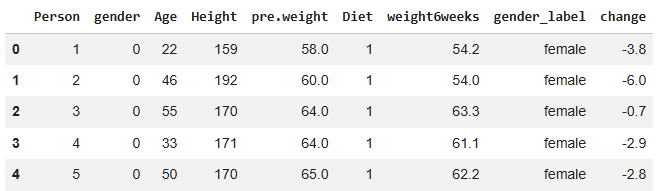 Person gender Age Height pre.weight Diet weight6weeks gender_label change
0 1 0 22 159 58.0 1 54.2 female -3.8
1 2 0 46 192 60.0 1 54.0 female -6.0
2 3 0 55 170 64.0 1 63.3 female -0.7
3 4 0 33 171 64.0 1 61.1 female -2.9
4 5 0 50 170 65.0 1 62.2 female -2.8